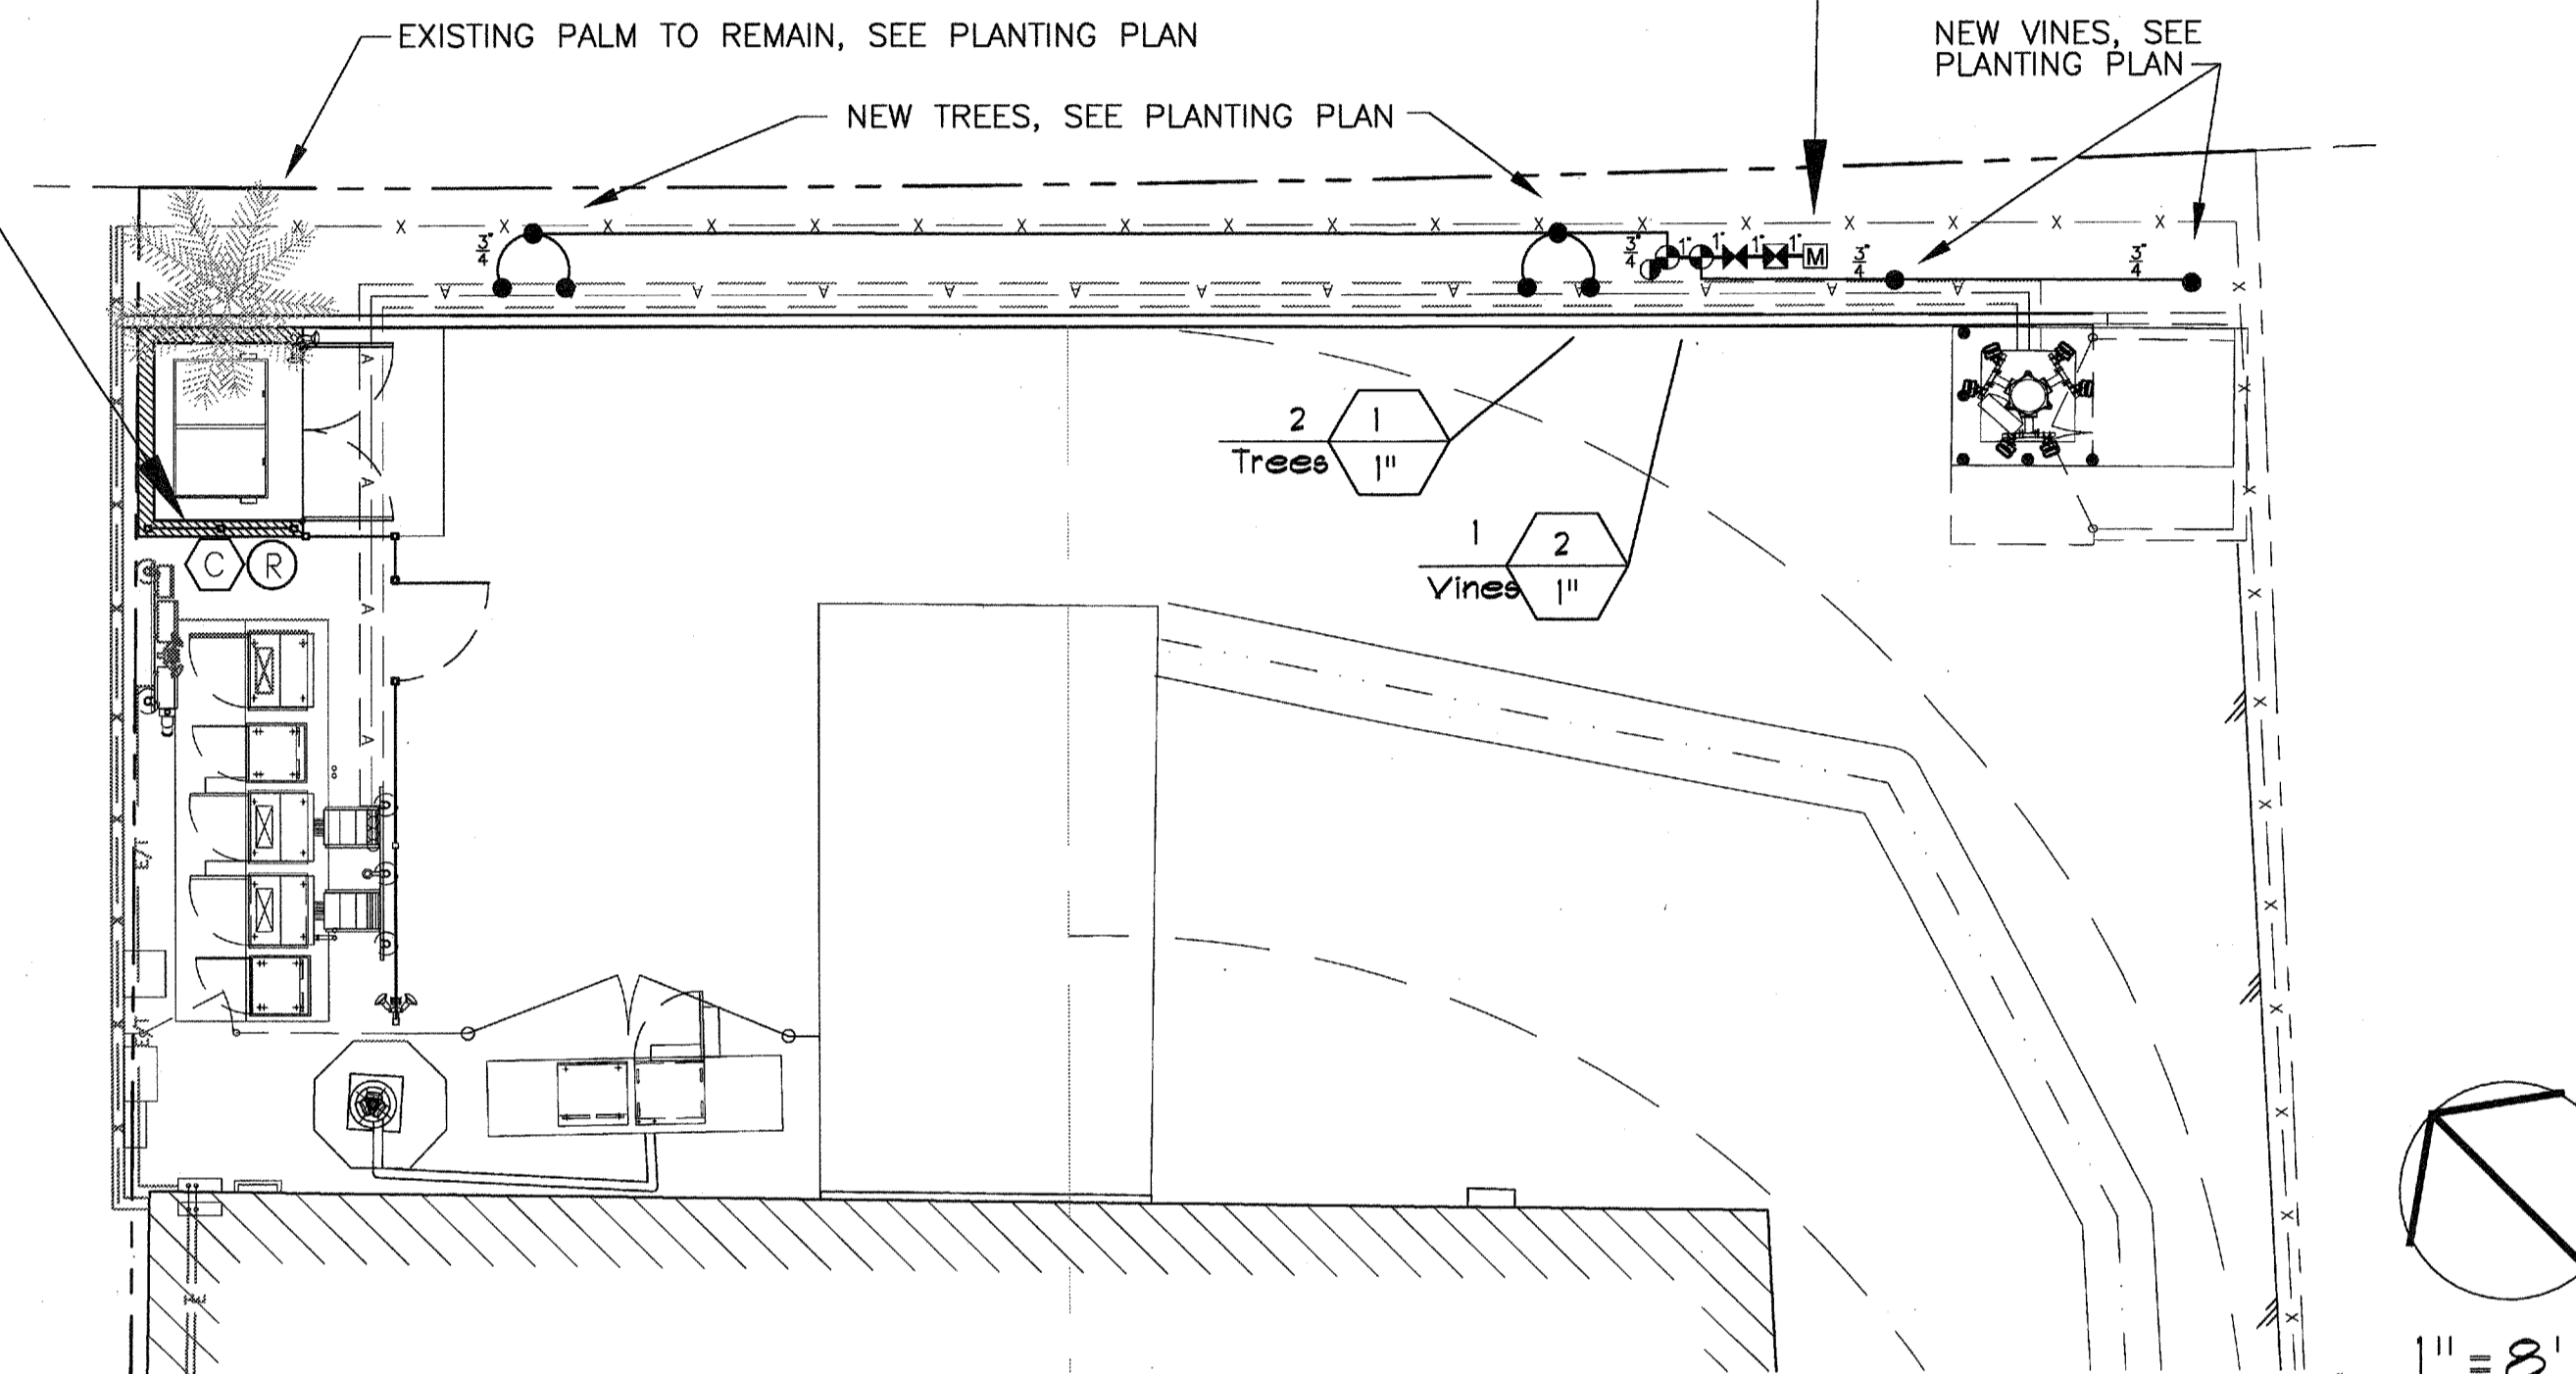 EXISTING PALM TO REMAIN, SEE PLANTING PLAN
NEW VINES, SEE
PLANTING PLAN
NEW TREES, SEE PLANTING PLAN
3/4"
3/4"
1"
1"
1"
1"
M
3/4"
3/4"
2
Trees
1
1"
1
Vines
2
1"
C
R
E/T
E/T
E
1" = 8'